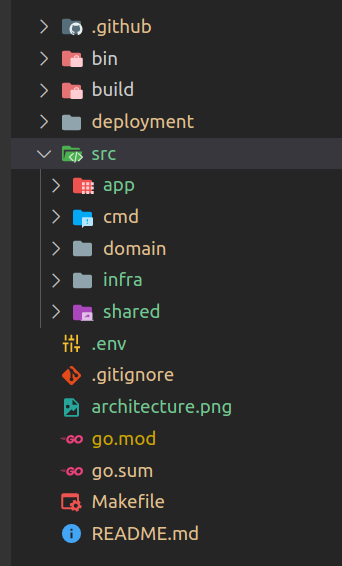 .github
bin
build
deployment
src
app
cmd
domain
infra
shared
.env
.gitignore
architecture.png
go.mod
go.sum
Makefile
README.md